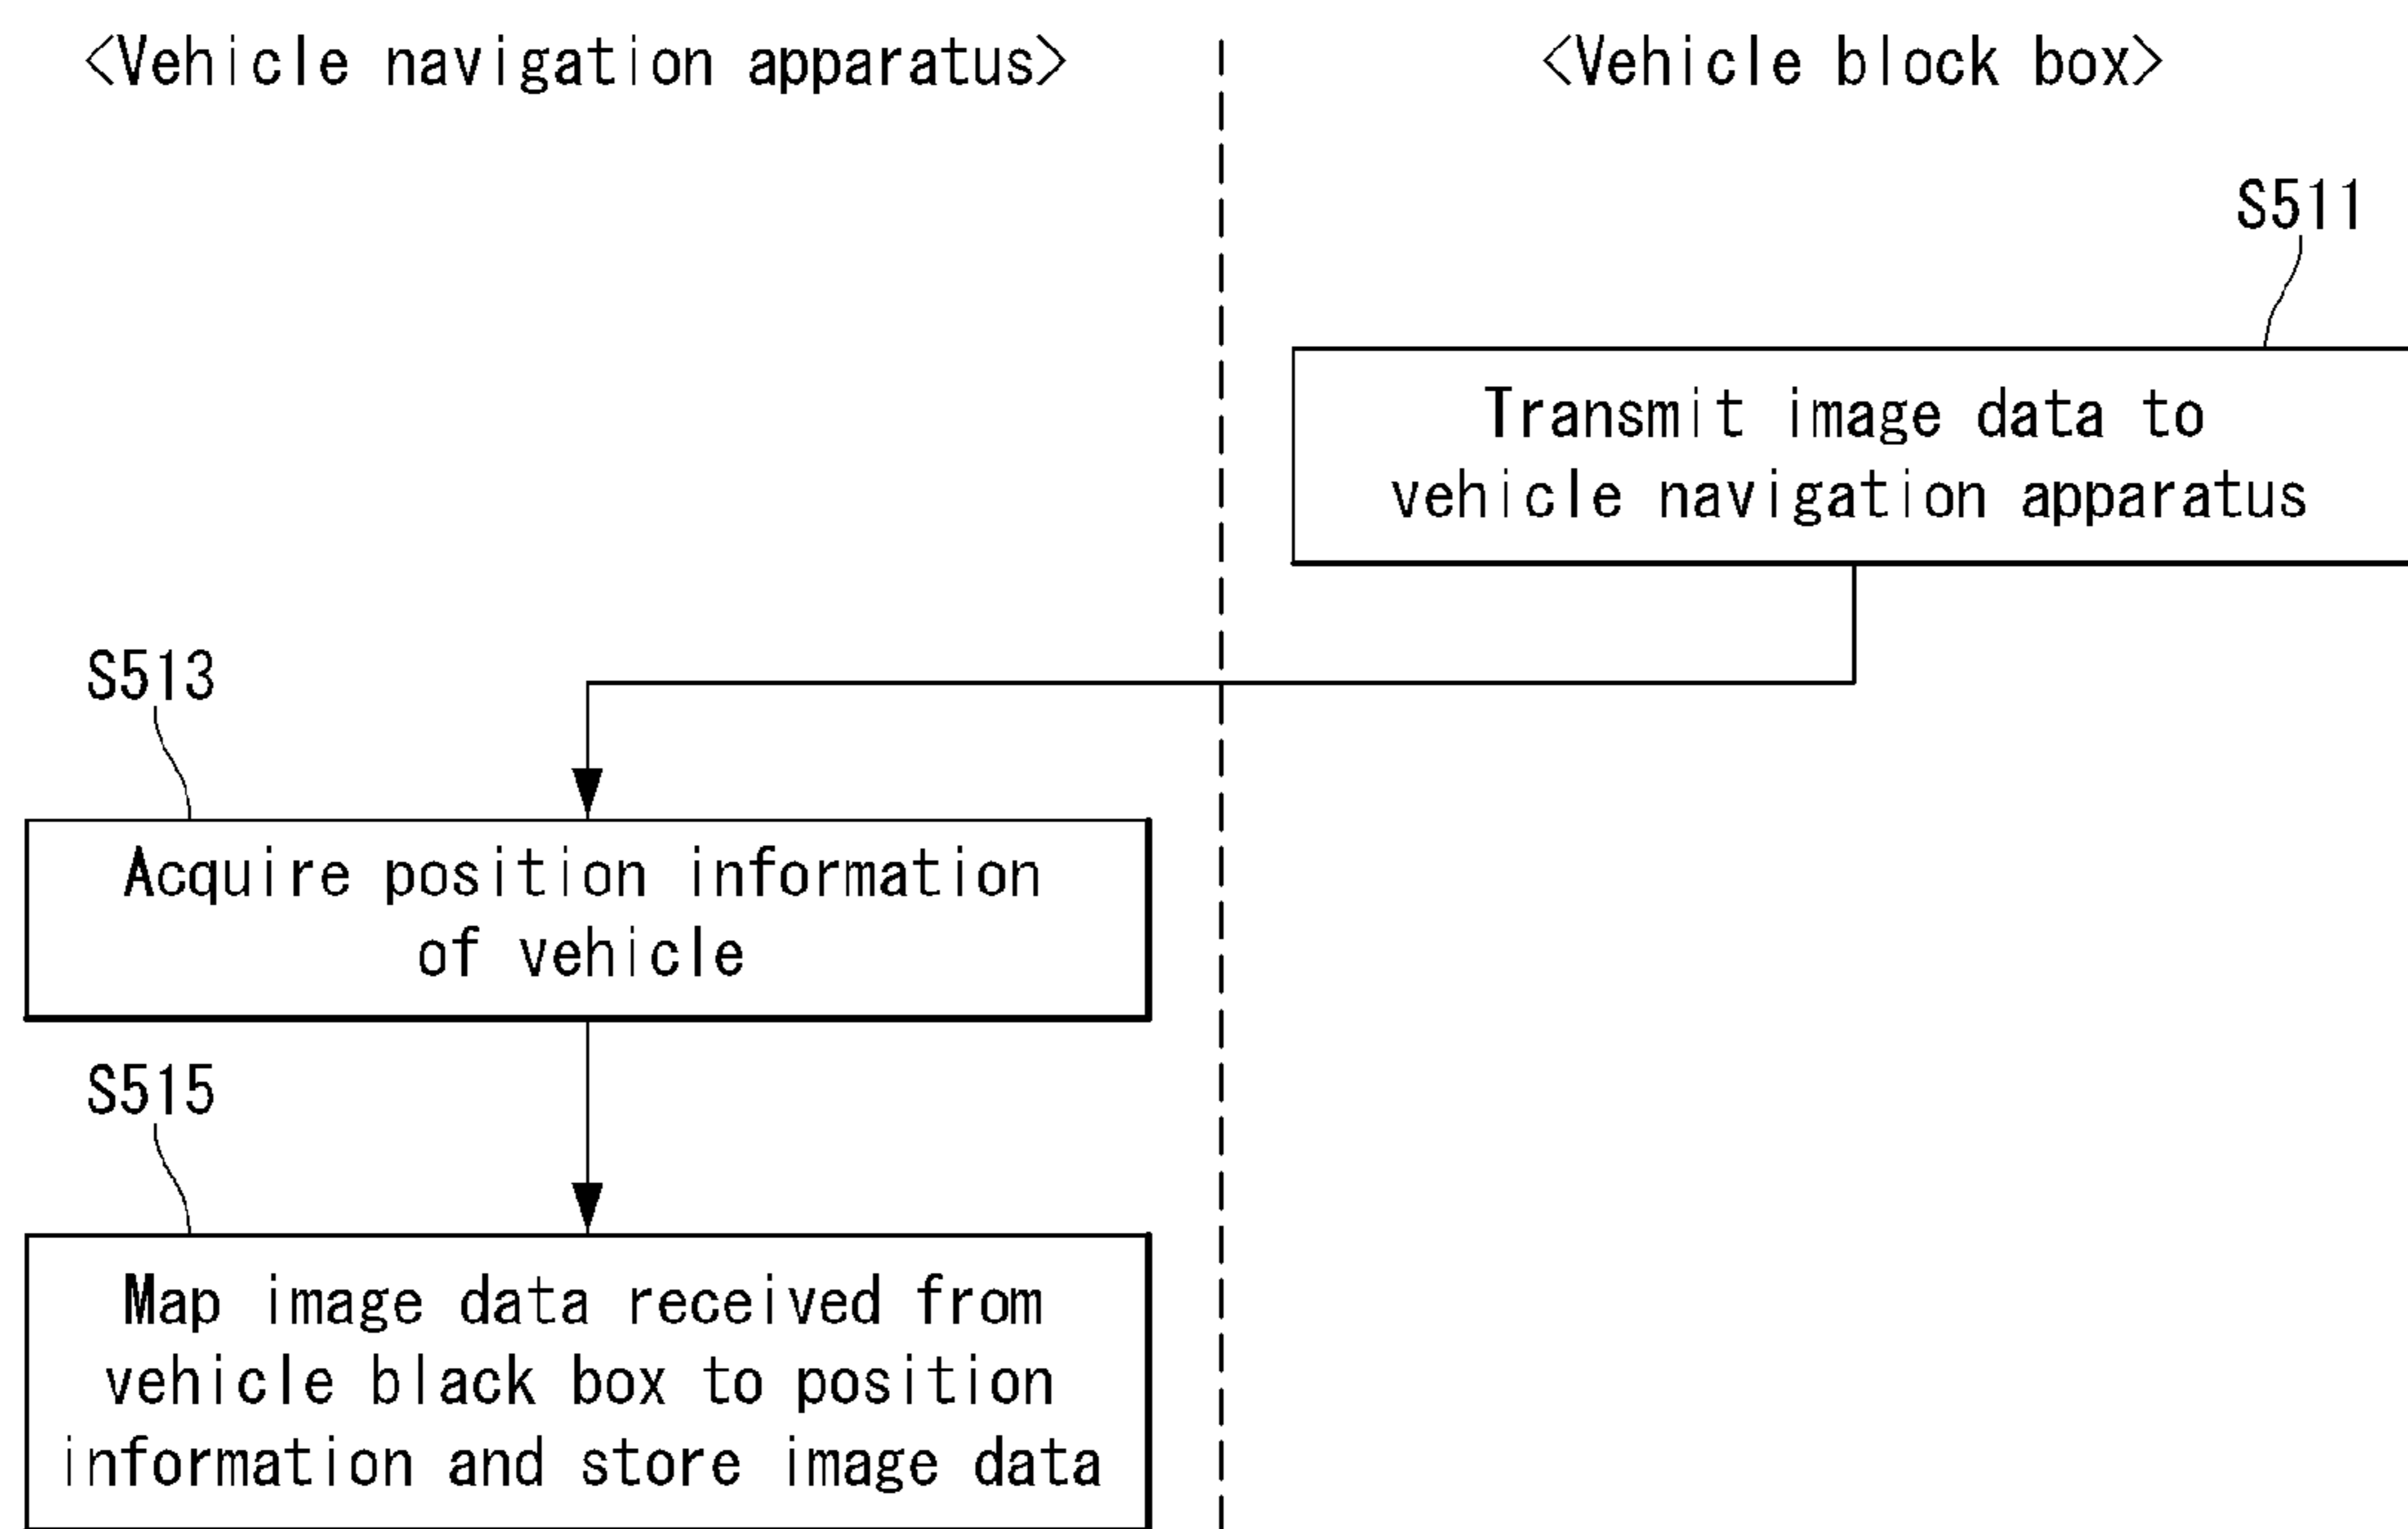 <Vehicle navigation apparatus>
<Vehicle block box>
S511
Transmit image data to
vehicle navigation apparatus
S513
Acquire position information
of vehicle
S515
Map image data received from
vehicle black box to position
information and store image data